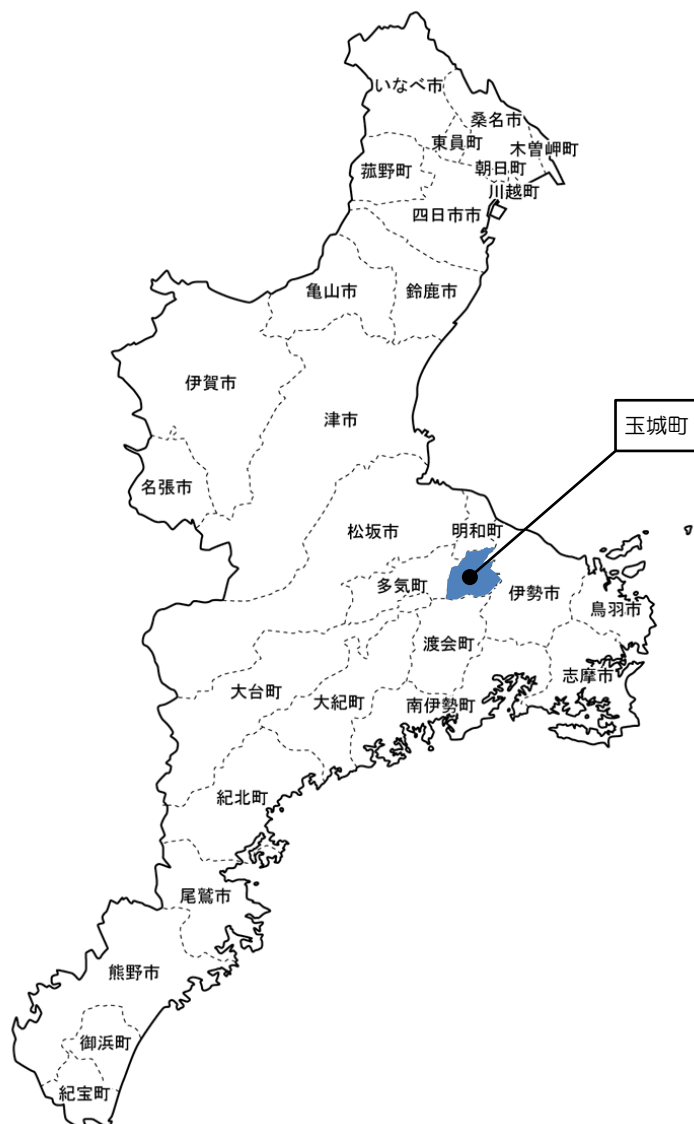 いなべ市
桑名市
東員町
木曽岬町
朝日町
菰野町
川越町
四日市市
亀山市
鈴鹿市
伊賀市
津市
玉城町
名張市
松坂市
明和町
多気町
伊勢市
鳥羽市
渡会町
志摩市
大台町
大紀町
南伊勢町
紀北町
尾鷲市
熊野市
御浜町
紀宝町